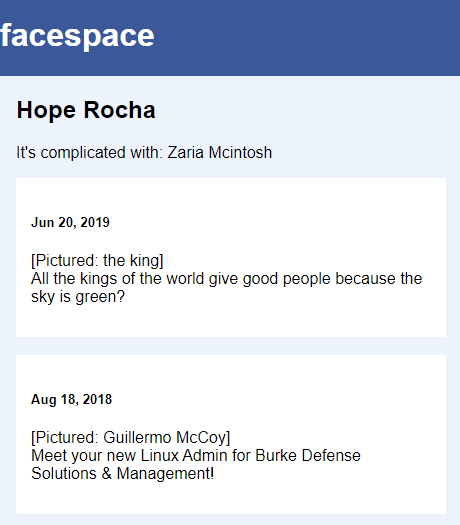 facespace
Hope Rocha
It's complicated with: Zaria Mcintosh
Jun 20, 2019
[Pictured: the king]
All the kings of the world give good people because the
sky is green?
Aug 18, 2018
[Pictured: Guillermo McCoy]
Meet your new Linux Admin for Burke Defense
Solutions & Management!